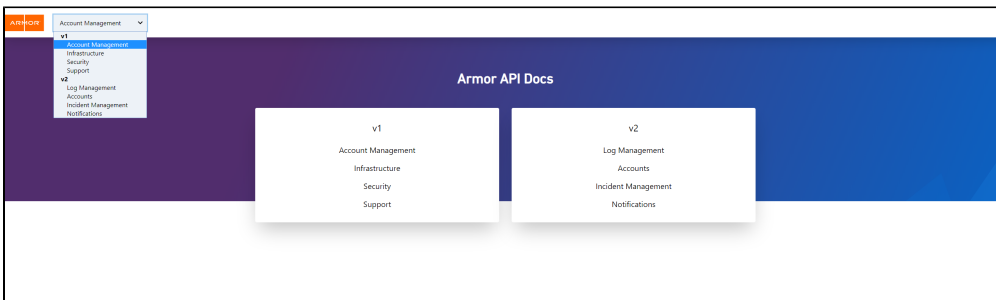 ARMOR
Account Management
v1
Account Management
Infrastructure
Security
Support
v2
Log Management
Accounts
Incident Management
Notifications
Armor API Docs
v1
Account Management
Infrastructure
Security
Support
v2
Log Management
Accounts
Incident Management
Notifications